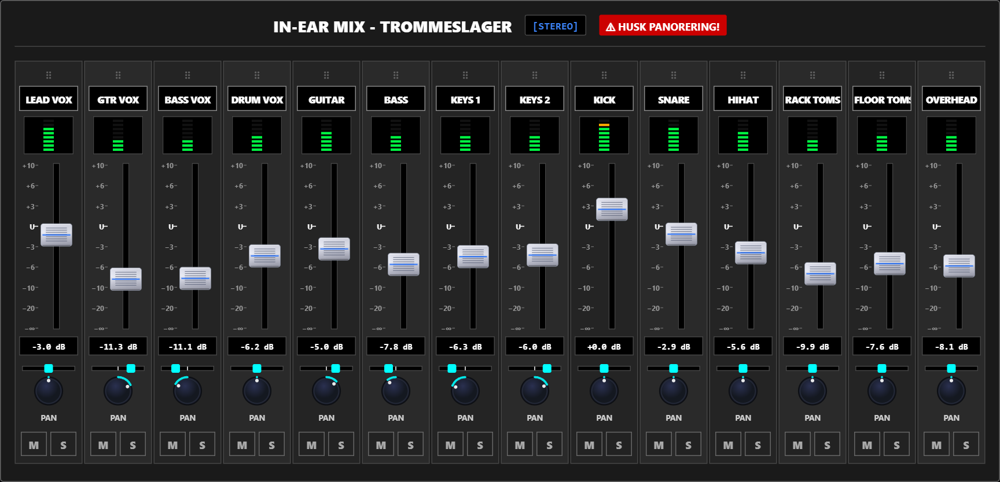 IN-EAR MIX - TROMMESLAGER [STEREO] ⚠ HUSK PANORERING!
LEAD VOX GTR VOX BASS VOX DRUM VOX GUITAR BASS KEYS 1 KEYS 2 KICK SNARE HIHAT RACK TOMS FLOOR TOMS OVERHEAD
+10 +10 +10 +10 +10 +10 +10 +10 +10 +10 +10 +10 +10 +10
+6 +6 +6 +6 +6 +6 +6 +6 +6 +6 +6 +6 +6 +6
+3 +3 +3 +3 +3 +3 +3 +3 +3 +3 +3 +3 +3 +3
U U U U U U U U U U U U U U
-3 -3 -3 -3 -3 -3 -3 -3 -3 -3 -3 -3 -3 -3
-6 -6 -6 -6 -6 -6 -6 -6 -6 -6 -6 -6 -6 -6
-10 -10 -10 -10 -10 -10 -10 -10 -10 -10 -10 -10 -10 -10
-20 -20 -20 -20 -20 -20 -20 -20 -20 -20 -20 -20 -20 -20
-∞ -∞ -∞ -∞ -∞ -∞ -∞ -∞ -∞ -∞ -∞ -∞ -∞ -∞
-3.0 dB -11.3 dB -11.1 dB -6.2 dB -5.0 dB -7.8 dB -6.3 dB -6.0 dB +0.0 dB -2.9 dB -5.6 dB -9.9 dB -7.6 dB -8.1 dB
PAN PAN PAN PAN PAN PAN PAN PAN PAN PAN PAN PAN PAN PAN
M S M S M S M S M S M S M S M S M S M S M S M S M S M S